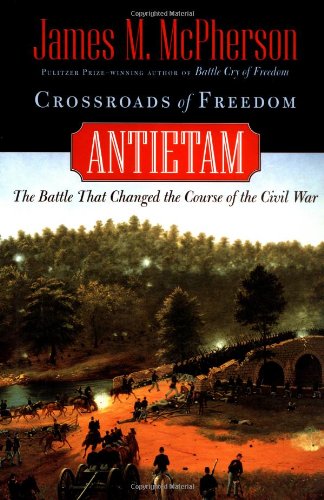 James M. McPherson
Pulitzer Prize–winning author of Battle Cry of Freedom
Crossroads of Freedom
ANTIETAM
The Battle That Changed the Course of the Civil War